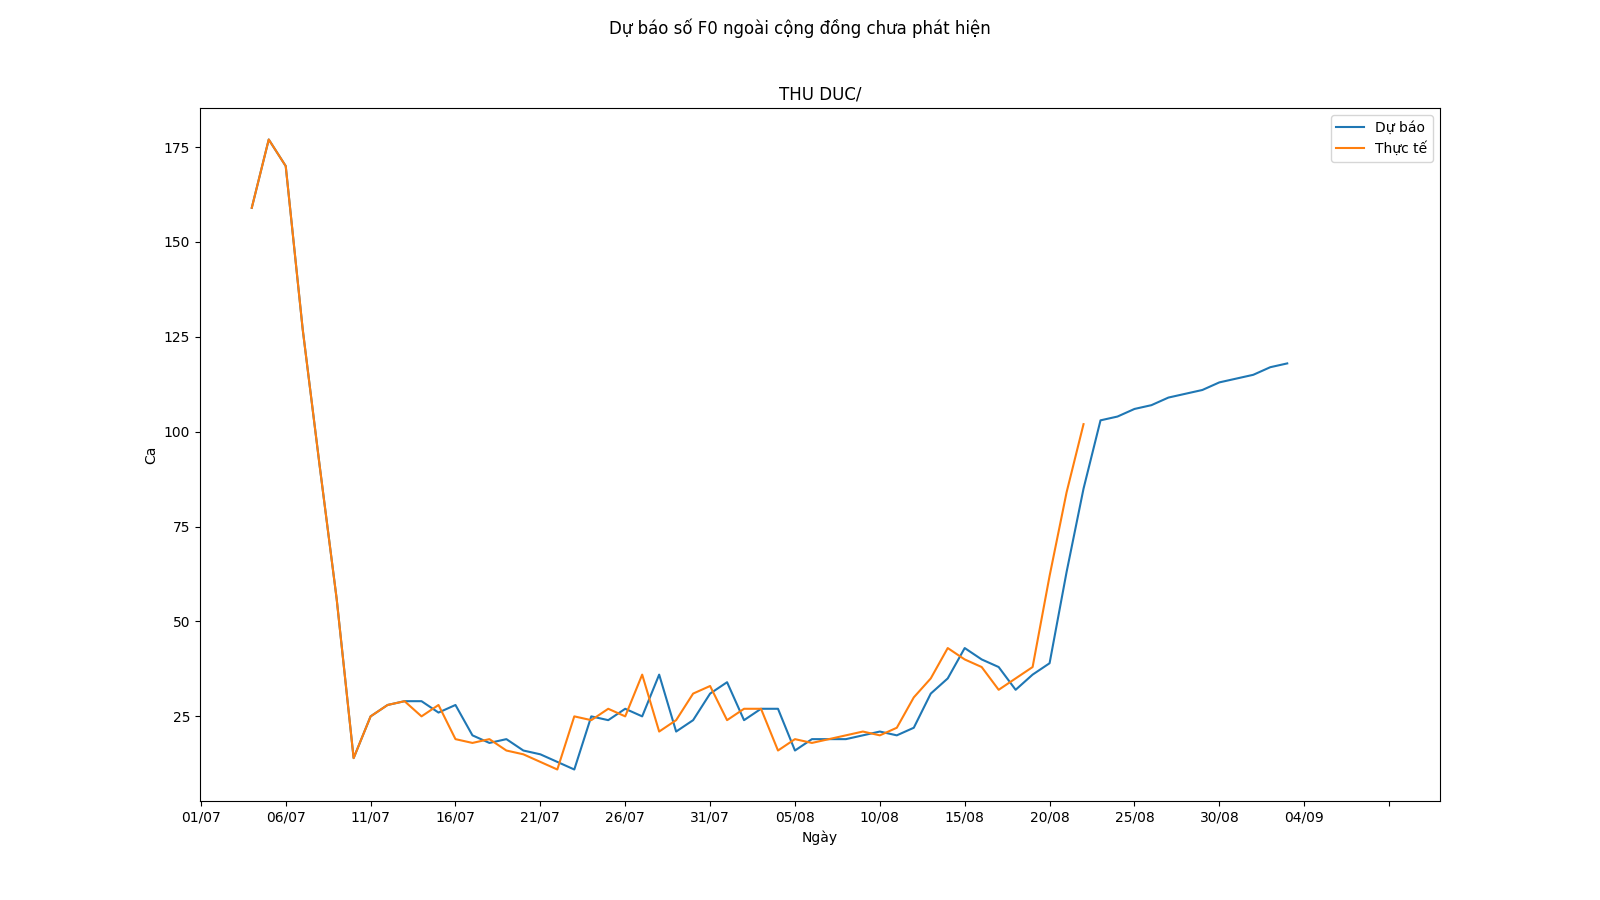 Dự báo số F0 ngoài cộng đồng chưa phát hiện
THU DUC/
Dự báo
Thực tế
175
150
125
100
75
50
25
Ca
01/07 06/07 11/07 16/07 21/07 26/07 31/07 05/08 10/08 15/08 20/08 25/08 30/08 04/09
Ngày